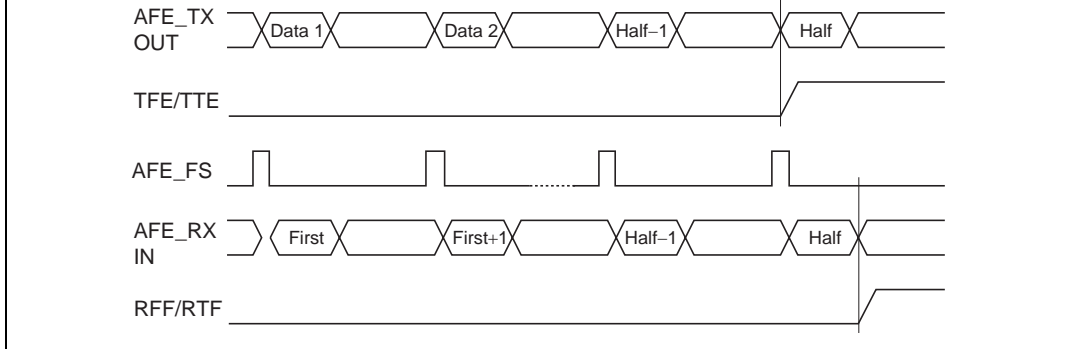 AFE_TX
OUT
Data 1
Data 2
Half−1
Half
TFE/TTE
AFE_FS
AFE_RX
IN
First
First+1
Half−1
Half
RFF/RTF